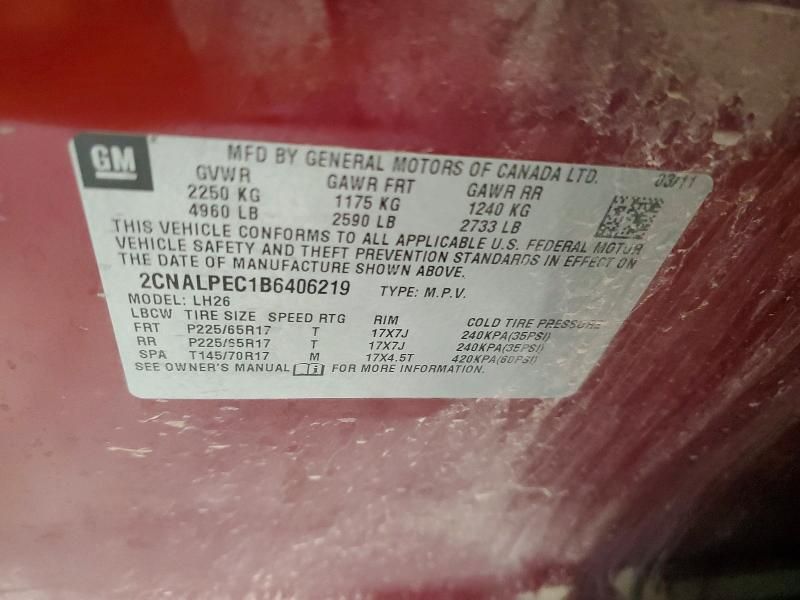 GM MFD BY GENERAL MOTORS OF CANADA LTD. 03/11
GVWR GAWR FRT GAWR RR
2250 KG 1175 KG 1240 KG
4960 LB 2590 LB 2733 LB
THIS VEHICLE CONFORMS TO ALL APPLICABLE U.S. FEDERAL MOTOR
VEHICLE SAFETY AND THEFT PREVENTION STANDARDS IN EFFECT ON
THE DATE OF MANUFACTURE SHOWN ABOVE.
2CNALPEC1B6406219 TYPE: M.P.V.
MODEL: LH26
LBCW TIRE SIZE SPEED RTG RIM COLD TIRE PRESSURE
FRT P225/65R17 T 17X7J 240KPA(35PSI)
RR P225/65R17 T 17X7J 240KPA(35PSI)
SPA T145/70R17 M 17X4.5T 420KPA(60PSI)
SEE OWNER'S MANUAL i FOR MORE INFORMATION.